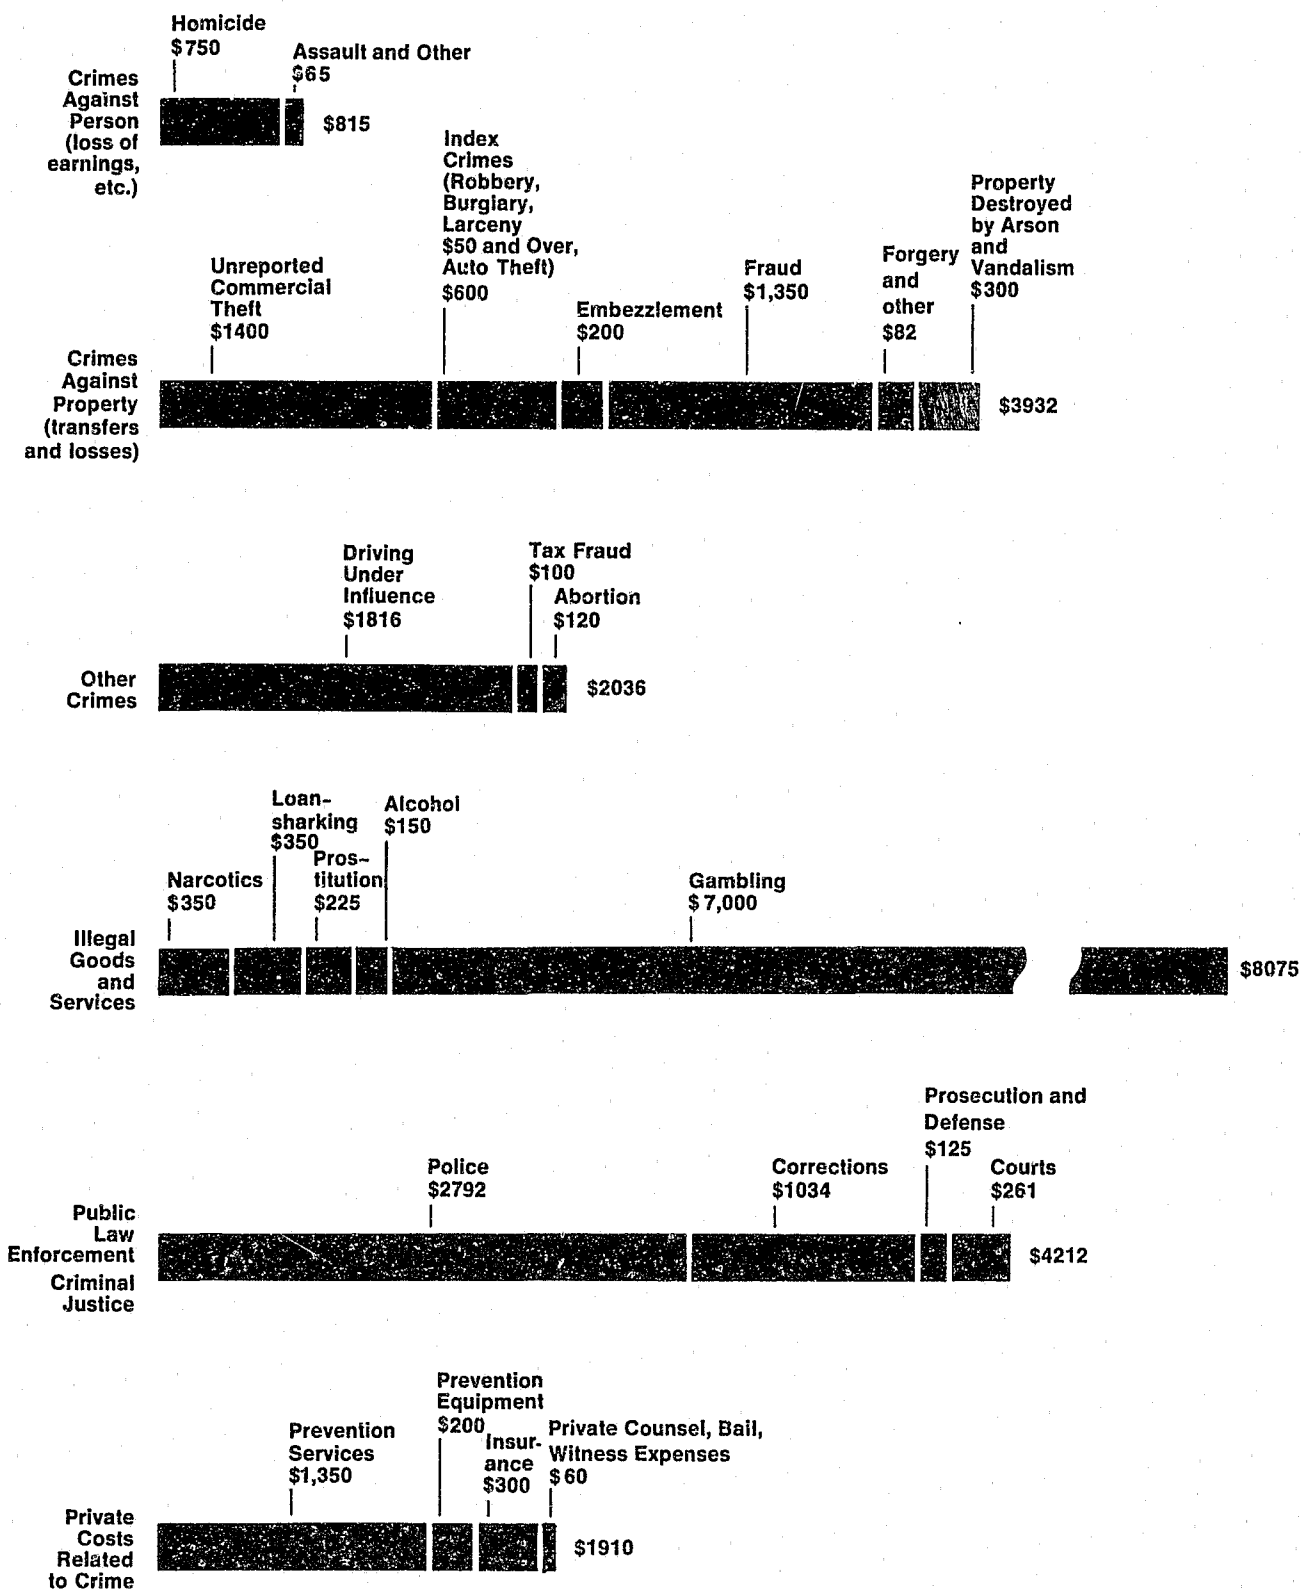 Homicide
$750
Assault and Other
$65
Crimes
Against
Person
(loss of
earnings,
etc.)
$815
Index
Crimes
(Robbery,
Burglary,
Larceny
$50 and Over,
Auto Theft)
$600
Property
Destroyed
by Arson
and
Vandalism
$300
Unreported
Commercial
Theft
$1400
Embezzlement
$200
Fraud
$1,350
Forgery
and
other
$82
Crimes
Against
Property
(transfers
and losses)
$3932
Driving
Under
Influence
$1816
Tax Fraud
$100
Abortion
$120
Other
Crimes
$2036
Narcotics
$350
Loan-
sharking
$350
Pros-
titution
$225
Alcohol
$150
Gambling
$7,000
Illegal
Goods
and
Services
$8075
Police
$2792
Corrections
$1034
Prosecution and
Defense
$125
Courts
$261
Public
Law
Enforcement
Criminal
Justice
$4212
Prevention
Services
$1,350
Prevention
Equipment
$200
Insur-
ance
$300
Private Counsel, Bail,
Witness Expenses
$60
Private
Costs
Related
to Crime
$1910